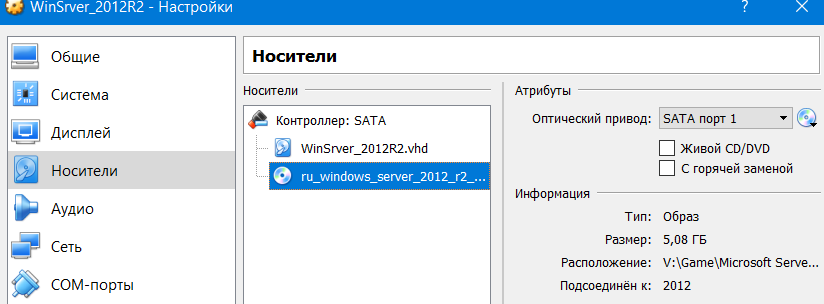 WinSrver_2012R2 - Настройки
?
Общие
Система
Дисплей
Носители
Аудио
Сеть
COM-порты
Носители
Носители
Контроллер: SATA
WinSrver_2012R2.vhd
ru_windows_server_2012_r2_...
Атрибуты
Оптический привод: SATA порт 1
Живой CD/DVD
С горячей заменой
Информация
Тип: Образ
Размер: 5,08 ГБ
Расположение: V:\Game\Microsoft Serve...
Подсоединён к: 2012